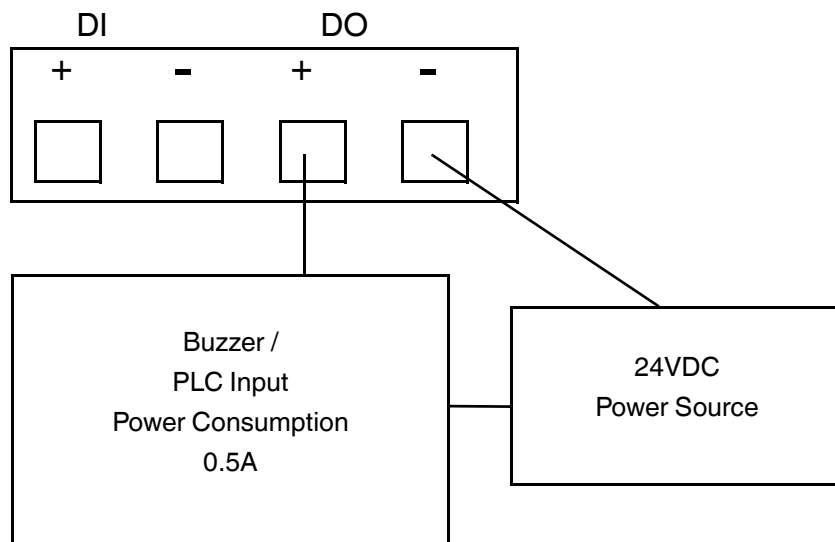 DI DO
+ - + -
Buzzer /
PLC Input
Power Consumption
0.5A
24VDC
Power Source